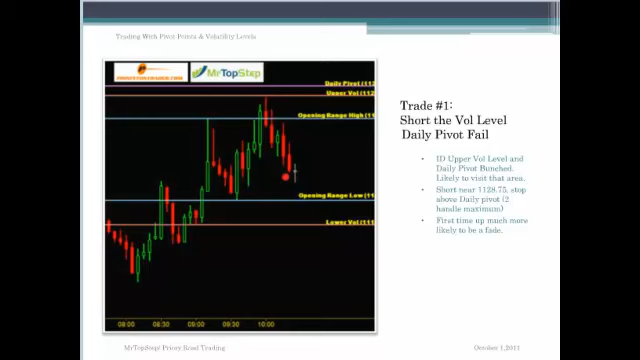 Trading With Pivot Points & Volatility Levels
MrTopStep
Daily Pivot (112
Upper Vol (112
Opening Range High (11
Opening Range Low (11
Lower Vol (111
08:00 08:30 09:00 09:30 10:00
Trade #1:
Short the Vol Level
Daily Pivot Fail
• ID Upper Vol Level and
Daily Pivot Bunched.
Likely to visit that area.
• Short near 1128.75, stop
above Daily pivot (2
handle maximum)
• First time up much more
likely to be a fade.
MrTopStep/ Pricey Road Trading
October 1,2011